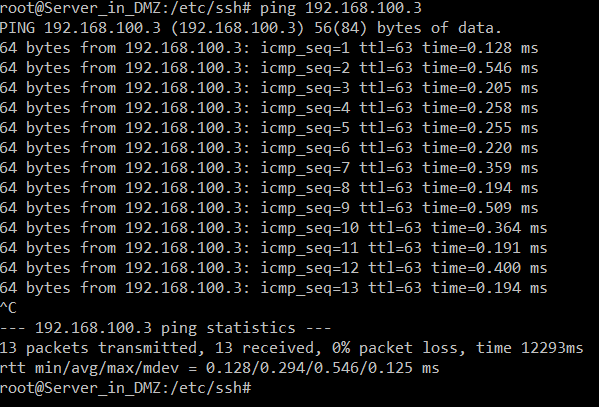 root@Server_in_DMZ:/etc/ssh# ping 192.168.100.3
PING 192.168.100.3 (192.168.100.3) 56(84) bytes of data.
64 bytes from 192.168.100.3: icmp_seq=1 ttl=63 time=0.128 ms
64 bytes from 192.168.100.3: icmp_seq=2 ttl=63 time=0.546 ms
64 bytes from 192.168.100.3: icmp_seq=3 ttl=63 time=0.205 ms
64 bytes from 192.168.100.3: icmp_seq=4 ttl=63 time=0.258 ms
64 bytes from 192.168.100.3: icmp_seq=5 ttl=63 time=0.255 ms
64 bytes from 192.168.100.3: icmp_seq=6 ttl=63 time=0.220 ms
64 bytes from 192.168.100.3: icmp_seq=7 ttl=63 time=0.359 ms
64 bytes from 192.168.100.3: icmp_seq=8 ttl=63 time=0.194 ms
64 bytes from 192.168.100.3: icmp_seq=9 ttl=63 time=0.509 ms
64 bytes from 192.168.100.3: icmp_seq=10 ttl=63 time=0.364 ms
64 bytes from 192.168.100.3: icmp_seq=11 ttl=63 time=0.191 ms
64 bytes from 192.168.100.3: icmp_seq=12 ttl=63 time=0.400 ms
64 bytes from 192.168.100.3: icmp_seq=13 ttl=63 time=0.194 ms
^C
--- 192.168.100.3 ping statistics ---
13 packets transmitted, 13 received, 0% packet loss, time 12293ms
rtt min/avg/max/mdev = 0.128/0.294/0.546/0.125 ms
root@Server_in_DMZ:/etc/ssh#